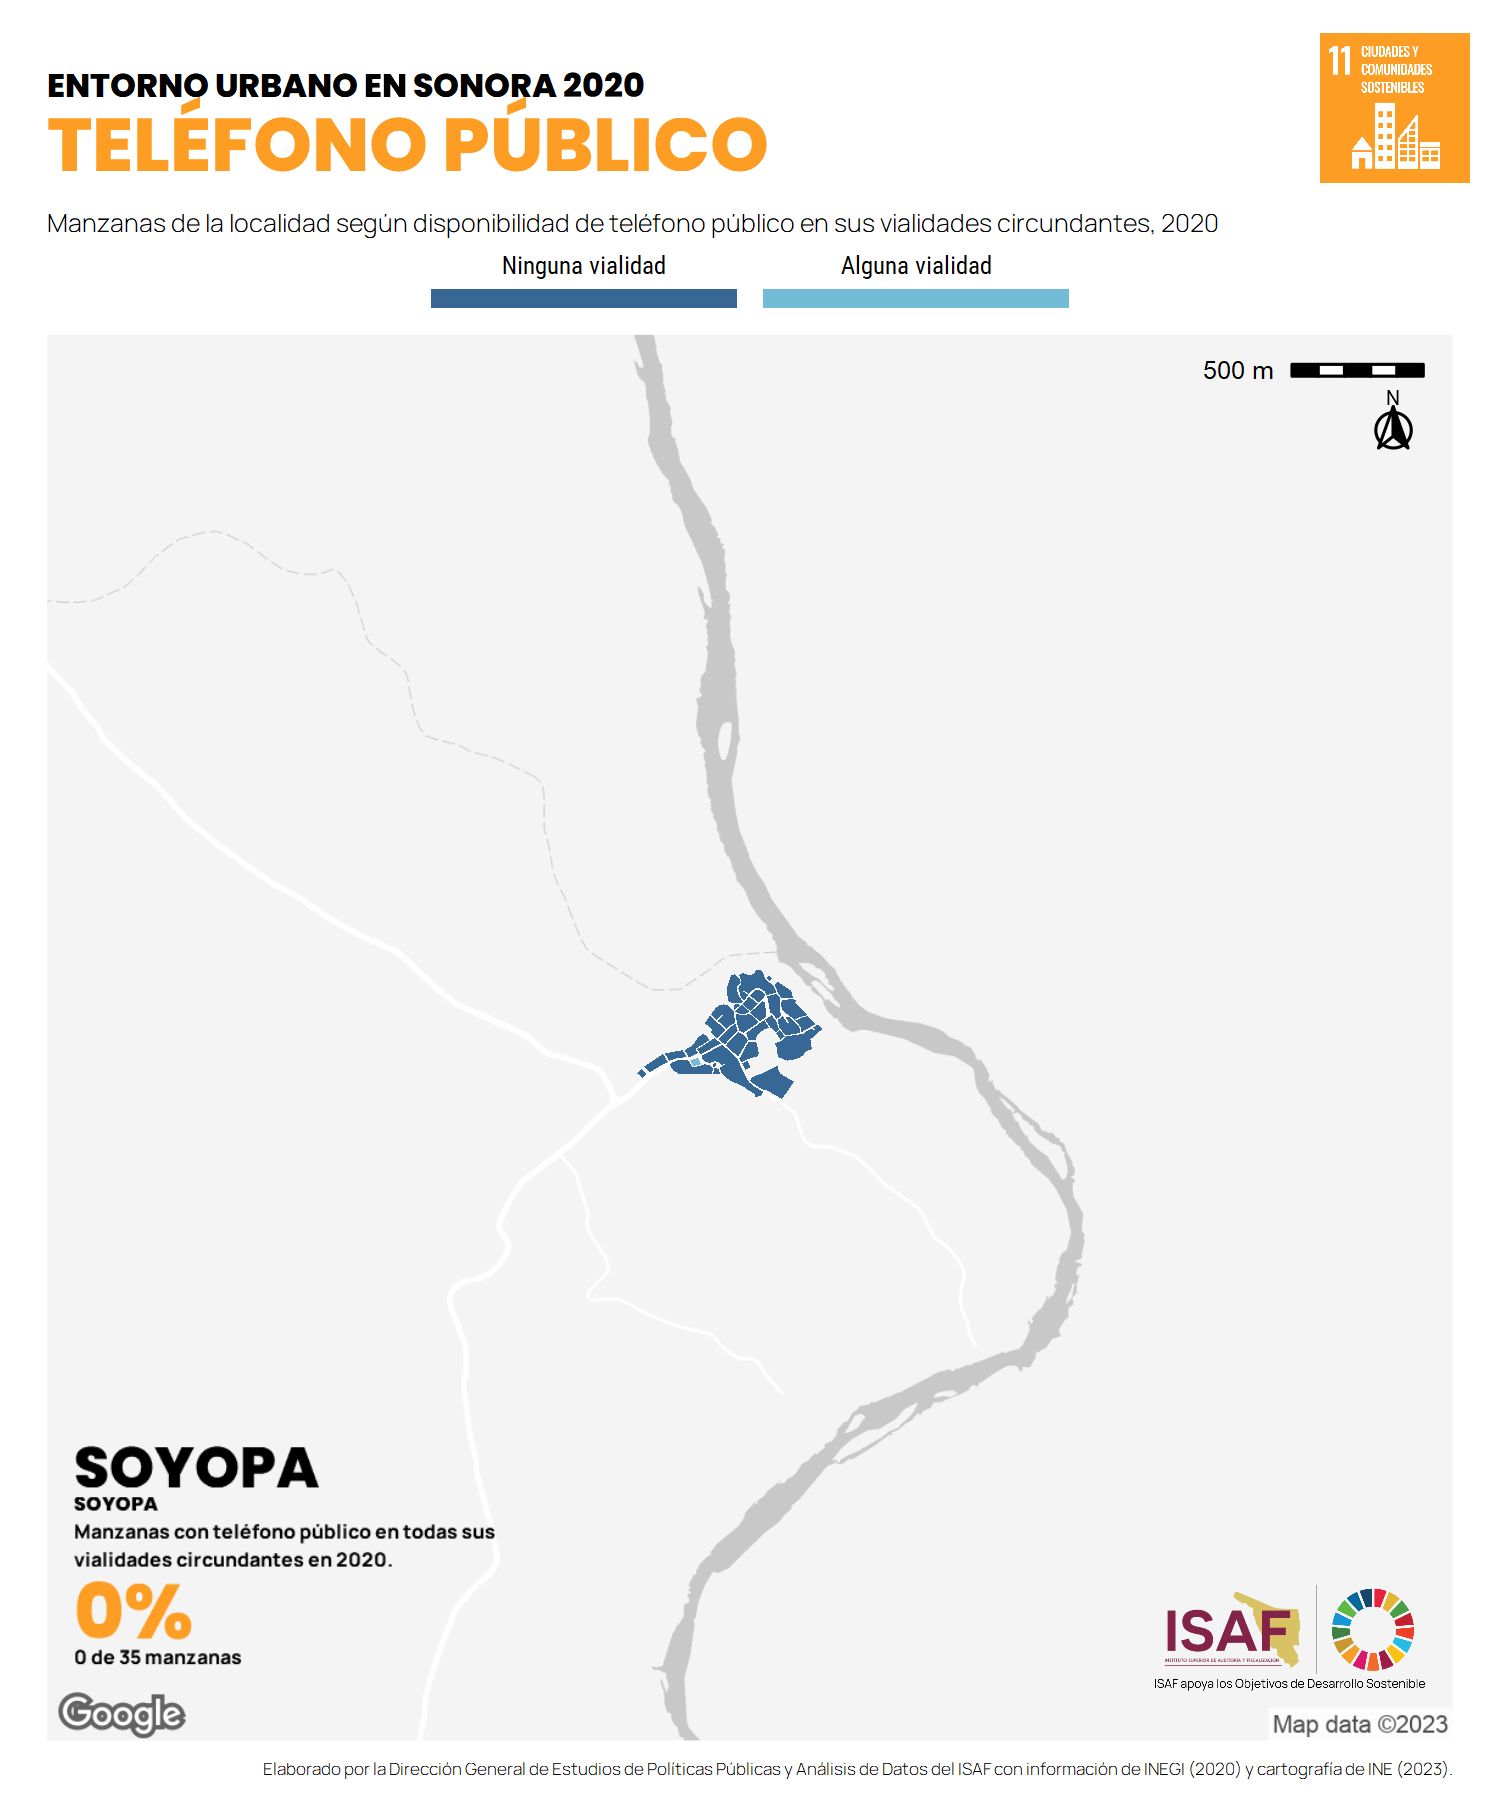 ENTORNO URBANO EN SONORA 2020
TELÉFONO PÚBLICO
11 CIUDADES Y
COMUNIDADES
SOSTENIBLES
Manzanas de la localidad según disponibilidad de teléfono público en sus vialidades circundantes, 2020
Ninguna vialidad
Alguna vialidad
500 m
N
SOYOPA
SOYOPA
Manzanas con teléfono público en todas sus
vialidades circundantes en 2020.
0%
0 de 35 manzanas
ISAF
INSTITUTO SUPERIOR DE AUDITORÍA Y FISCALIZACIÓN
ISAF apoya los Objetivos de Desarrollo Sostenible
Google
Map data ©2023
Elaborado por la Dirección General de Estudios de Políticas Públicas y Análisis de Datos del ISAF con información de INEGI (2020) y cartografía de INE (2023).